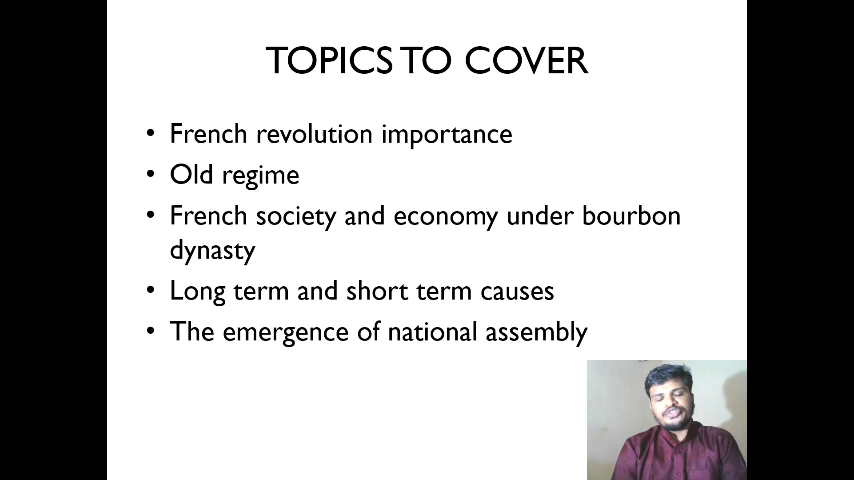 TOPICS TO COVER
• French revolution importance
• Old regime
• French society and economy under bourbon
dynasty
• Long term and short term causes
• The emergence of national assembly